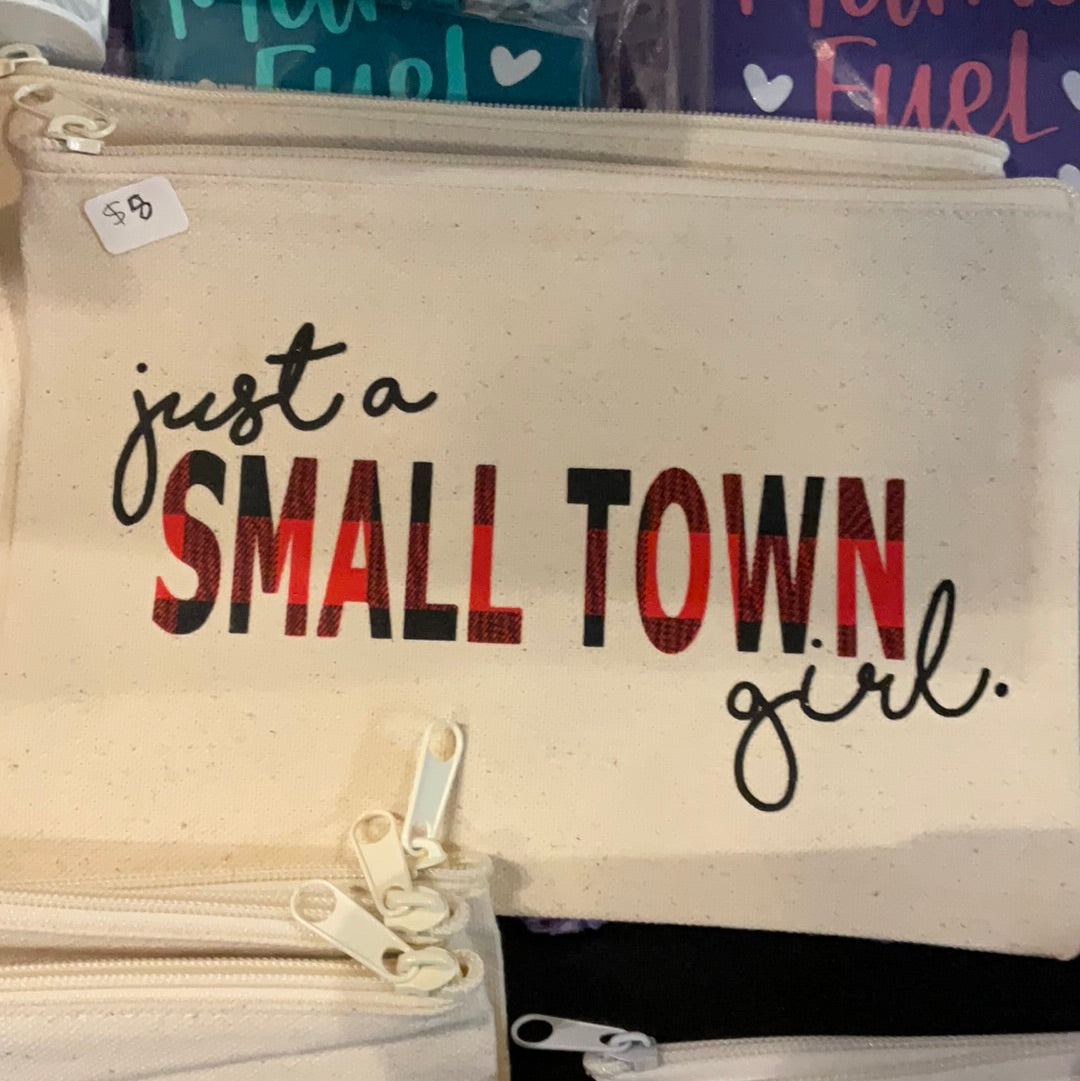 Fuel
Fuel
$8
just a
SMALL TOWN
girl.